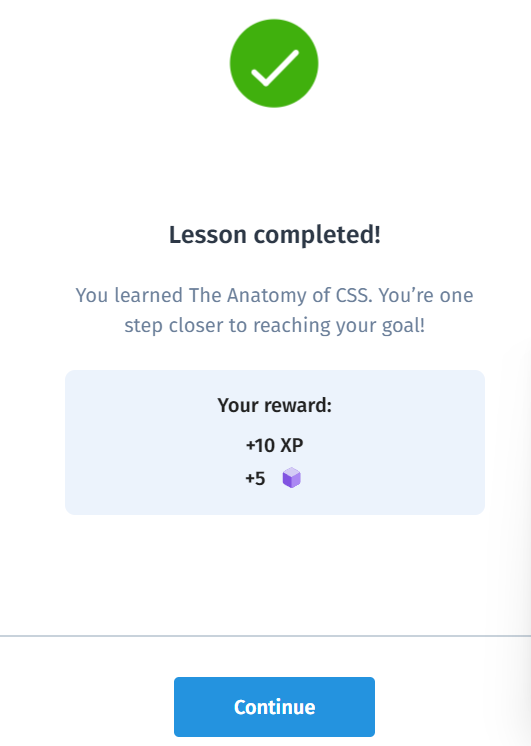 Lesson completed!
You learned The Anatomy of CSS. You’re one
step closer to reaching your goal!
Your reward:
+10 XP
+5
Continue